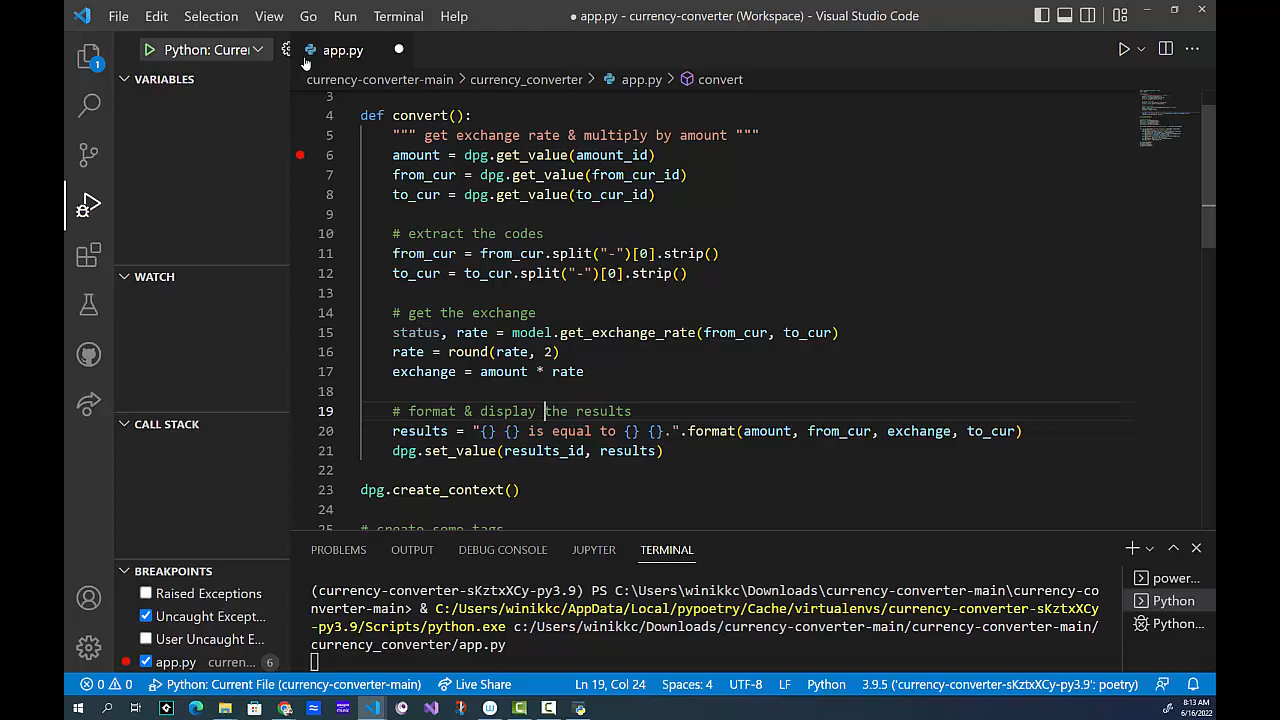 File Edit Selection View Go Run Terminal Help
● app.py - currency-converter (Workspace) - Visual Studio Code
Python: Currei
app.py
currency-converter-main > currency_converter > app.py > convert
VARIABLES
WATCH
CALL STACK
BREAKPOINTS
Raised Exceptions
Uncaught Except...
User Uncaught E...
app.py curren... 6
1
3
4 def convert():
5 """ get exchange rate & multiply by amount """
6 amount = dpg.get_value(amount_id)
7 from_cur = dpg.get_value(from_cur_id)
8 to_cur = dpg.get_value(to_cur_id)
9
10 # extract the codes
11 from_cur = from_cur.split("-")[0].strip()
12 to_cur = to_cur.split("-")[0].strip()
13
14 # get the exchange
15 status, rate = model.get_exchange_rate(from_cur, to_cur)
16 rate = round(rate, 2)
17 exchange = amount * rate
18
19 # format & display the results
20 results = "{} {} is equal to {} {}.".format(amount, from_cur, exchange, to_cur)
21 dpg.set_value(results_id, results)
22
23 dpg.create_context()
24
25 # create some tags
PROBLEMS OUTPUT DEBUG CONSOLE JUPYTER TERMINAL
(currency-converter-sKztxXCy-py3.9) PS C:\Users\winikkc\Downloads\currency-converter-main\currency-co
nverter-main> & C:/Users/winikkc/AppData/Local/pypoetry/Cache/virtualenvs/currency-converter-sKztxXCy
-py3.9/Scripts/python.exe c:/Users/winikkc/Downloads/currency-converter-main/currency-converter-main/
currency_converter/app.py
power...
Python
Python...
0 0 Python: Current File (currency-converter-main) Live Share Ln 19, Col 24 Spaces: 4 UTF-8 LF Python 3.9.5 ('currency-converter-sKztxXCy-py3.9': poetry)
8:13 AM
6/16/2022